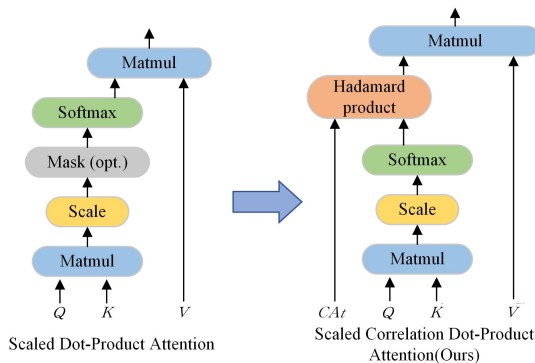 Matmul
Softmax
Mask (opt.)
Scale
Matmul
Q K V
Scaled Dot-Product Attention
Matmul
Hadamard
product
Softmax
Scale
Matmul
CAt Q K V
Scaled Correlation Dot-Product
Attention(Ours)